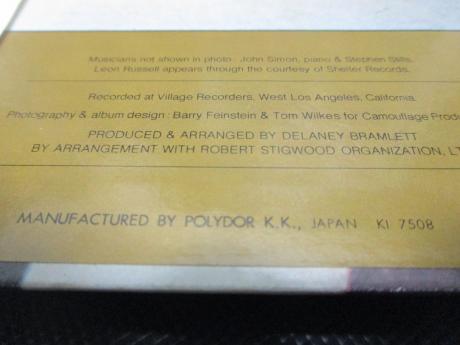 Musicians not shown in photo: John Simon, piano & Stephen Stills.
Leon Russell appears through the courtesy of Shelter Records.
Recorded at Village Recorders, West Los Angeles, California.
Photography & album design: Barry Feinstein & Tom Wilkes for Camouflage Produ
PRODUCED & ARRANGED BY DELANEY BRAMLETT
BY ARRANGEMENT WITH ROBERT STIGWOOD ORGANIZATION, LT
MANUFACTURED BY POLYDOR K.K., JAPAN KI 7508